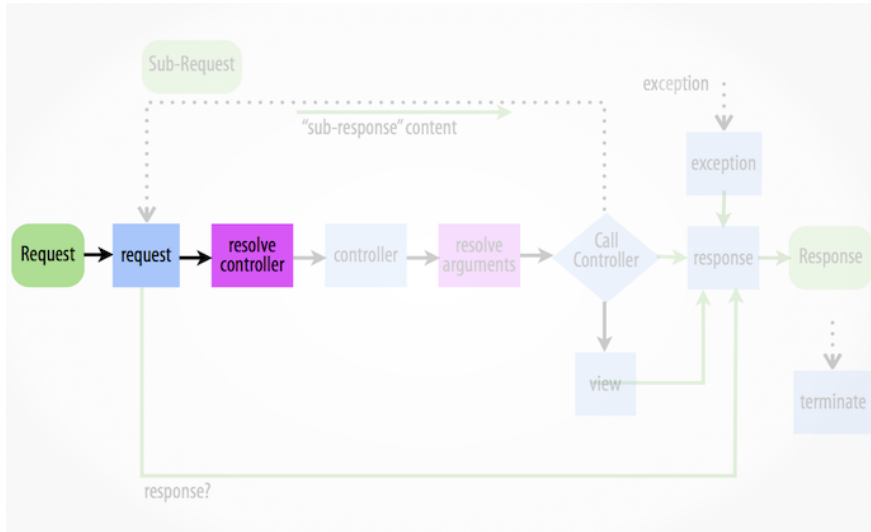 Sub-Request
exception
"sub-response" content
exception
Request
request
resolve
controller
controller
resolve
arguments
Call
Controller
response
Response
view
terminate
response?